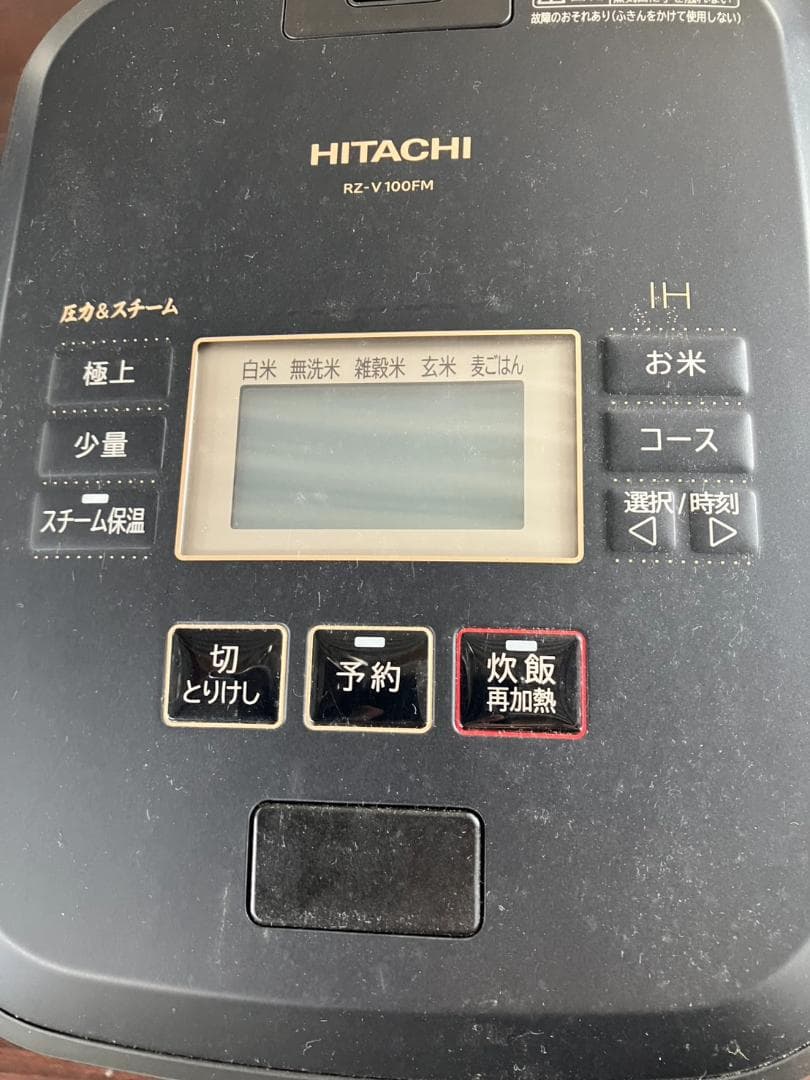 故障のおそれあり(ふきんをかけて使用しない)
HITACHI
RZ-V100FM
圧力&スチーム
IH
極上
少量
スチーム保温
白米 無洗米 雑穀米 玄米 麦ごはん
お米
コース
選択/時刻
切
とりけし
予約
炊飯
再加熱